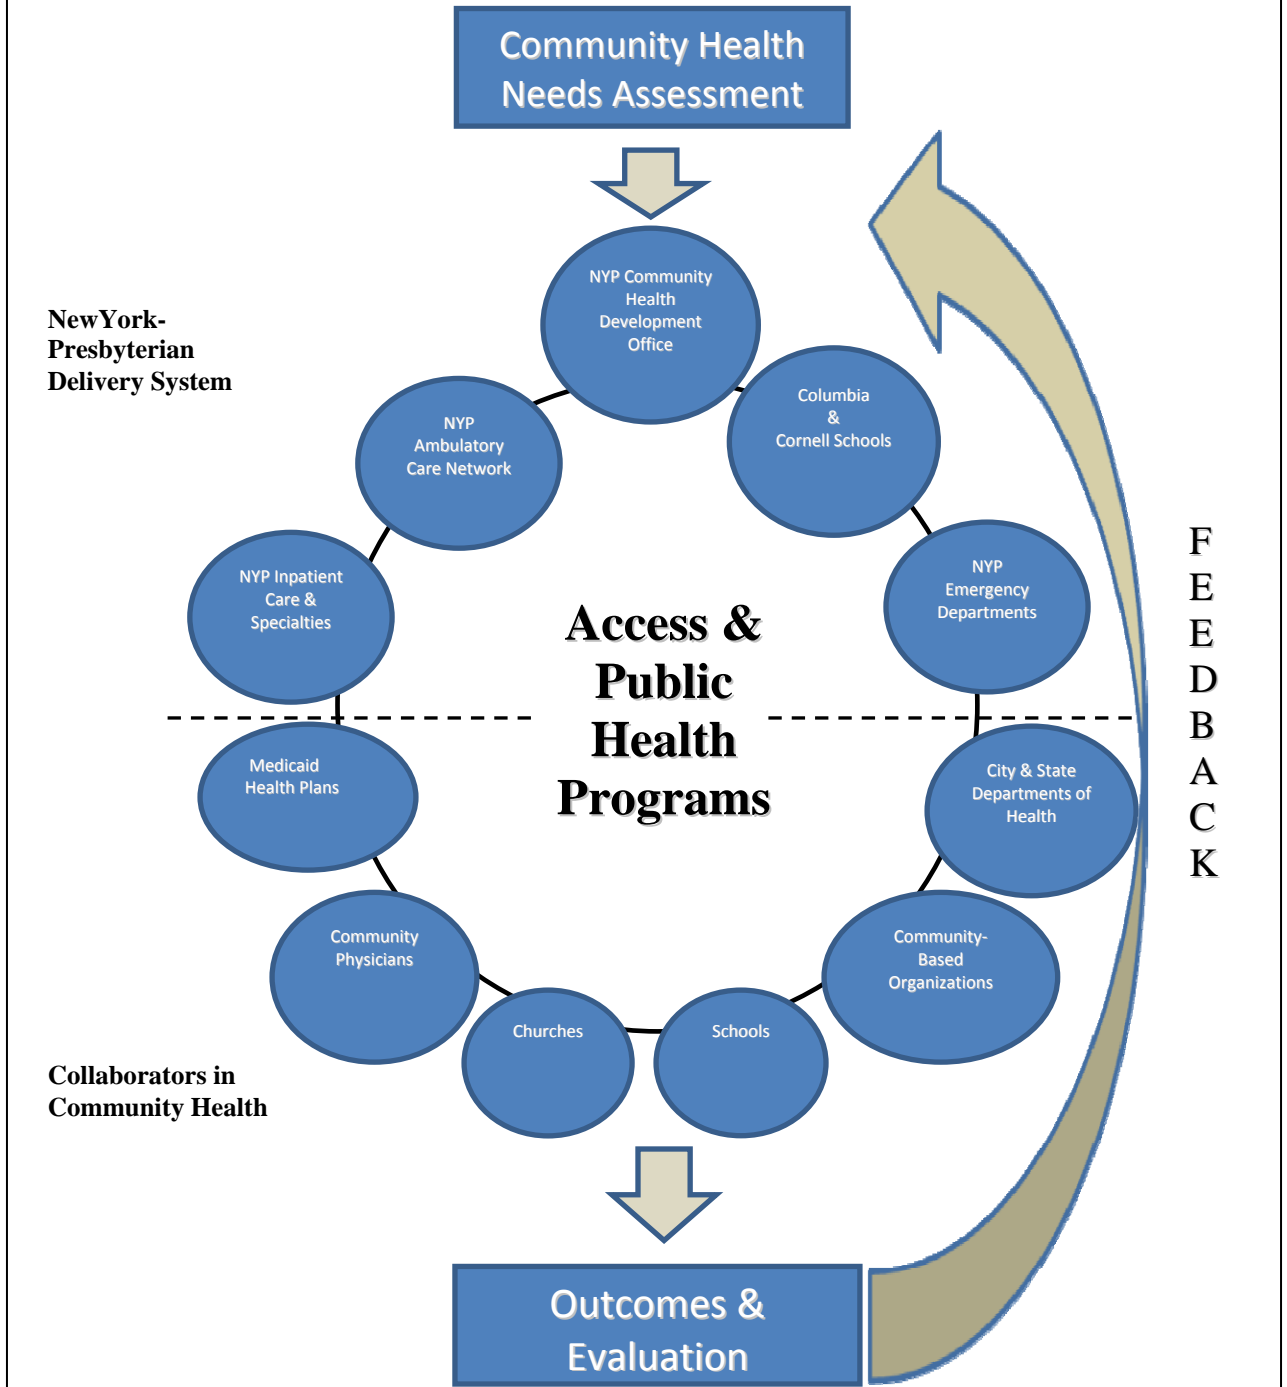 Community Health
Needs Assessment
NYP Community
Health
Development
Office
NewYork-
Presbyterian
Delivery System
Columbia
&
Cornell Schools
NYP
Ambulatory
Care Network
NYP Inpatient
Care &
Specialties
NYP
Emergency
Departments
Access &
Public
Health
Programs
F
E
E
D
B
A
C
K
Medicaid
Health Plans
City & State
Departments of
Health
Community
Physicians
Community-
Based
Organizations
Churches
Schools
Collaborators in
Community Health
Outcomes &
Evaluation